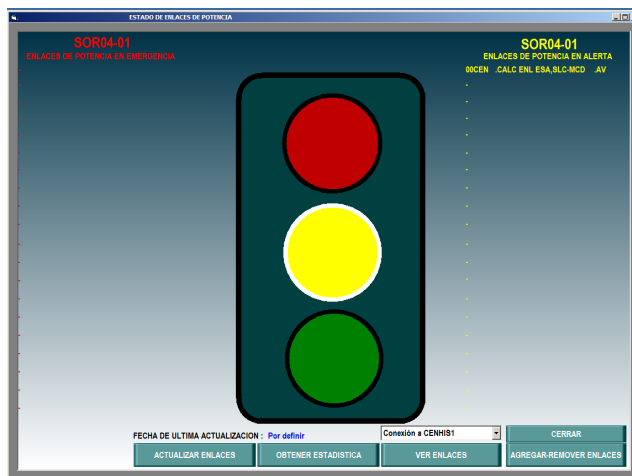 ESTADO DE ENLACES DE POTENCIA
SOR04-01
ENLACES DE POTENCIA EN EMERGENCIA
SOR04-01
ENLACES DE POTENCIA EN ALERTA
00CEN .CALC ENL ESA,SLC-MCD .AV
FECHA DE ULTIMA ACTUALIZACION : Por definir
Conexión a CENHIS1
CERRAR
ACTUALIZAR ENLACES
OBTENER ESTADISTICA
VER ENLACES
AGREGAR-REMOVER ENLACES